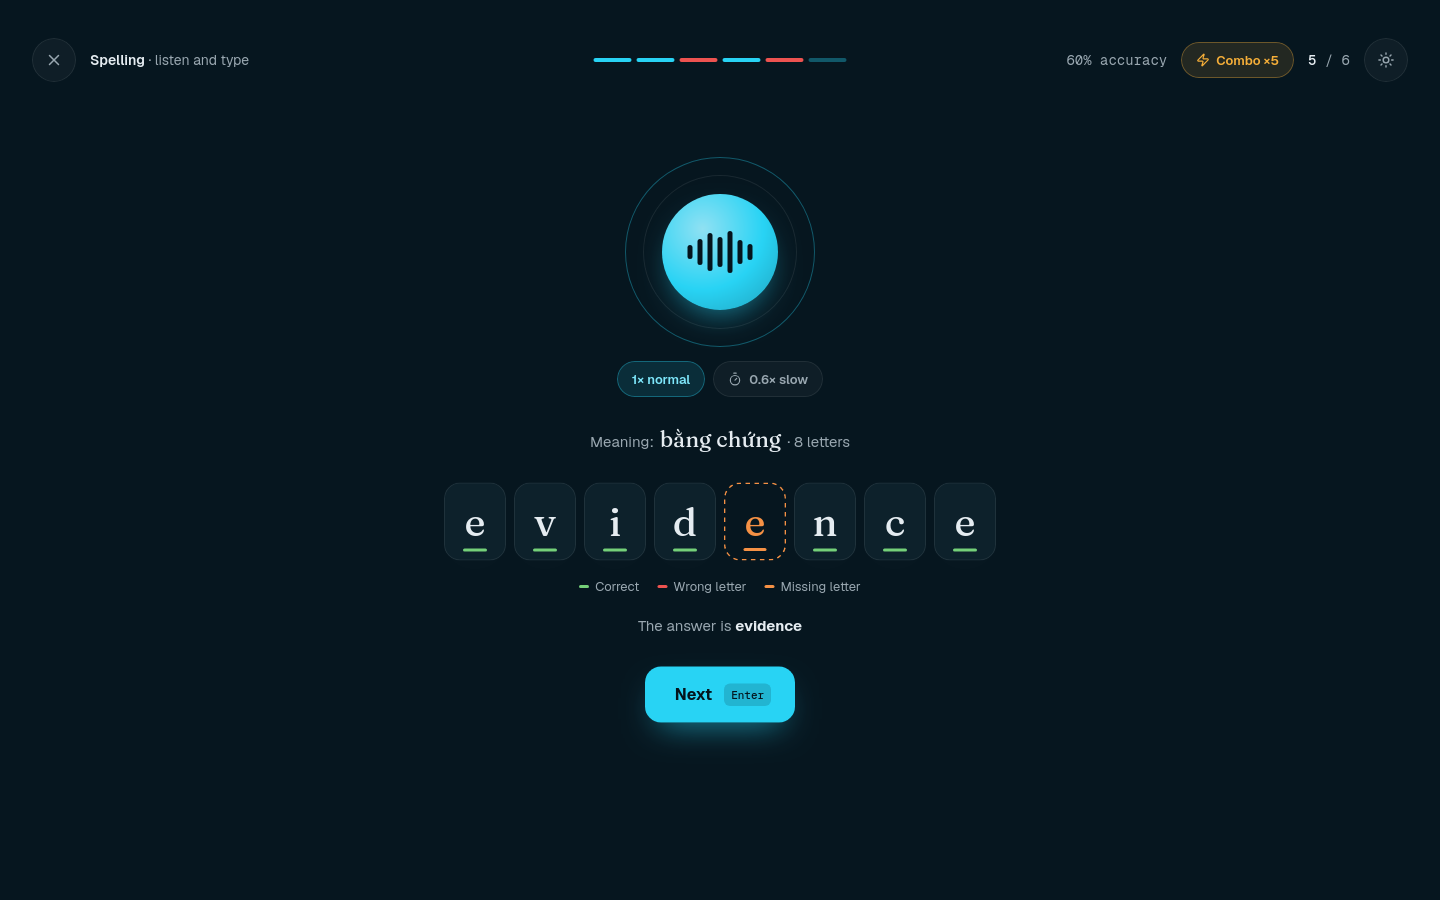 Spelling · listen and type
60% accuracy
Combo ×5
5 / 6
1× normal
0.6× slow
Meaning: bằng chứng · 8 letters
e v i d e n c e
Correct
Wrong letter
Missing letter
The answer is evidence
Next Enter